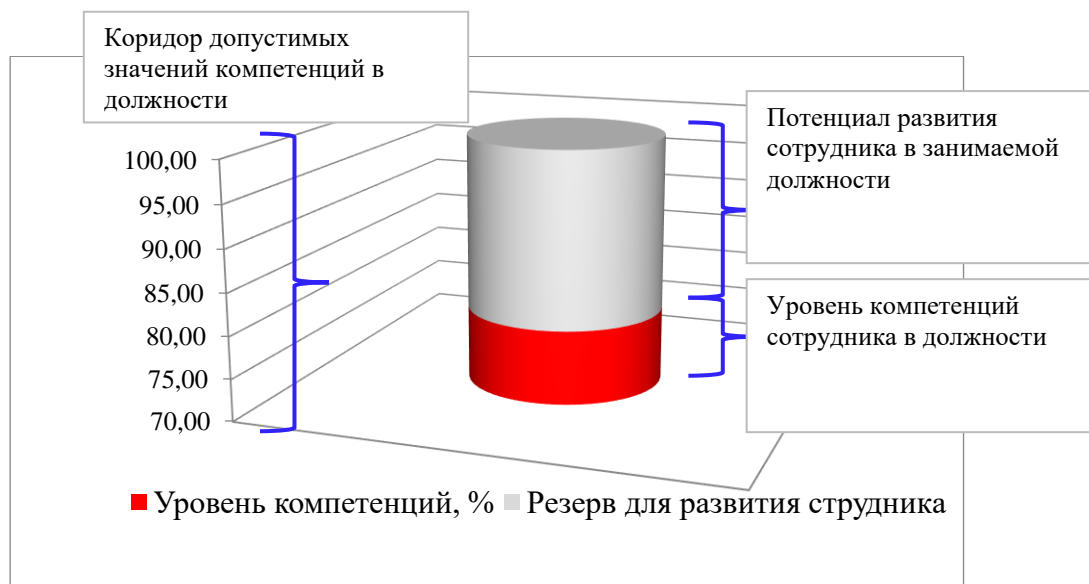 Коридор допустимых
значений компетенций в
должности
Потенциал развития
сотрудника в занимаемой
должности
Уровень компетенций
сотрудника в должности
100,00
95,00
90,00
85,00
80,00
75,00
70,00
Уровень компетенций, % Резерв для развития струдника